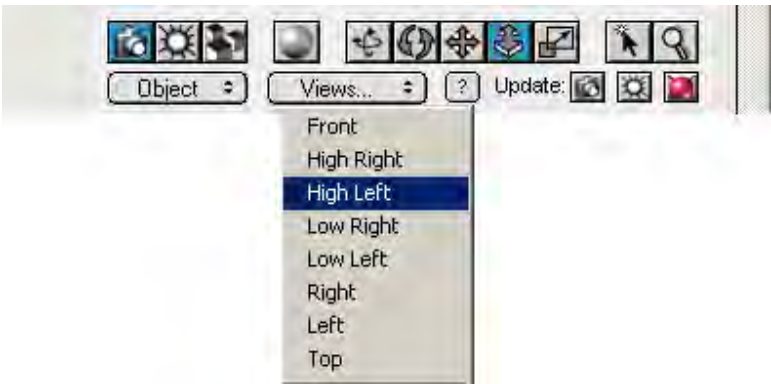 Object Views... ? Update:
Front
High Right
High Left
Low Right
Low Left
Right
Left
Top